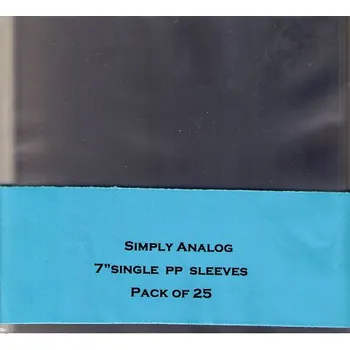 Simply Analog
7”single pp sleeves
Pack of 25